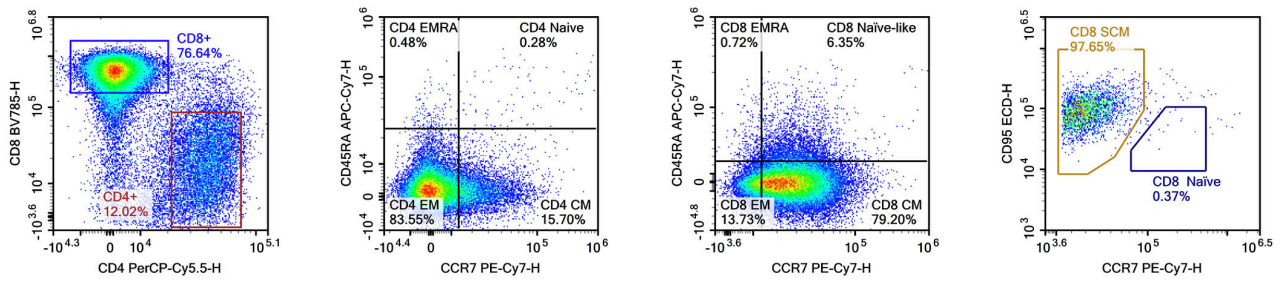 10^6.8
CD8+
76.64%
10^5
10^4
-10^3.6
CD8 BV785-H
CD4+
12.02%
-10^4.3
0
10^4
10^5.1
CD4 PerCP-Cy5.5-H
CD4 EMRA
0.48%
CD4 Naive
0.28%
10^6
10^5
10^4
0
-10^4
CD45RA APC-Cy7-H
CD4 EM
83.55%
CD4 CM
15.70%
-10^4.4
0
10^5
10^6
CCR7 PE-Cy7-H
CD8 EMRA
0.72%
CD8 Naïve-like
6.35%
10^6
10^5
10^4
0
-10^4.8
CD45RA APC-Cy7-H
CD8 EM
13.73%
CD8 CM
79.20%
-10^3.6
0
10^5
10^6
CCR7 PE-Cy7-H
10^6.5
CD8 SCM
97.65%
10^5
10^4
10^3
CD95 ECD-H
CD8 Naïve
0.37%
10^3.6
10^5
10^6.5
CCR7 PE-Cy7-H